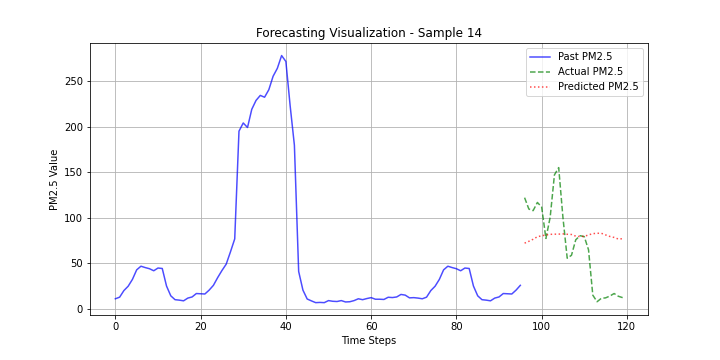 Forecasting Visualization - Sample 14
Past PM2.5
Actual PM2.5
Predicted PM2.5
PM2.5 Value
250
200
150
100
50
0
0 20 40 60 80 100 120
Time Steps